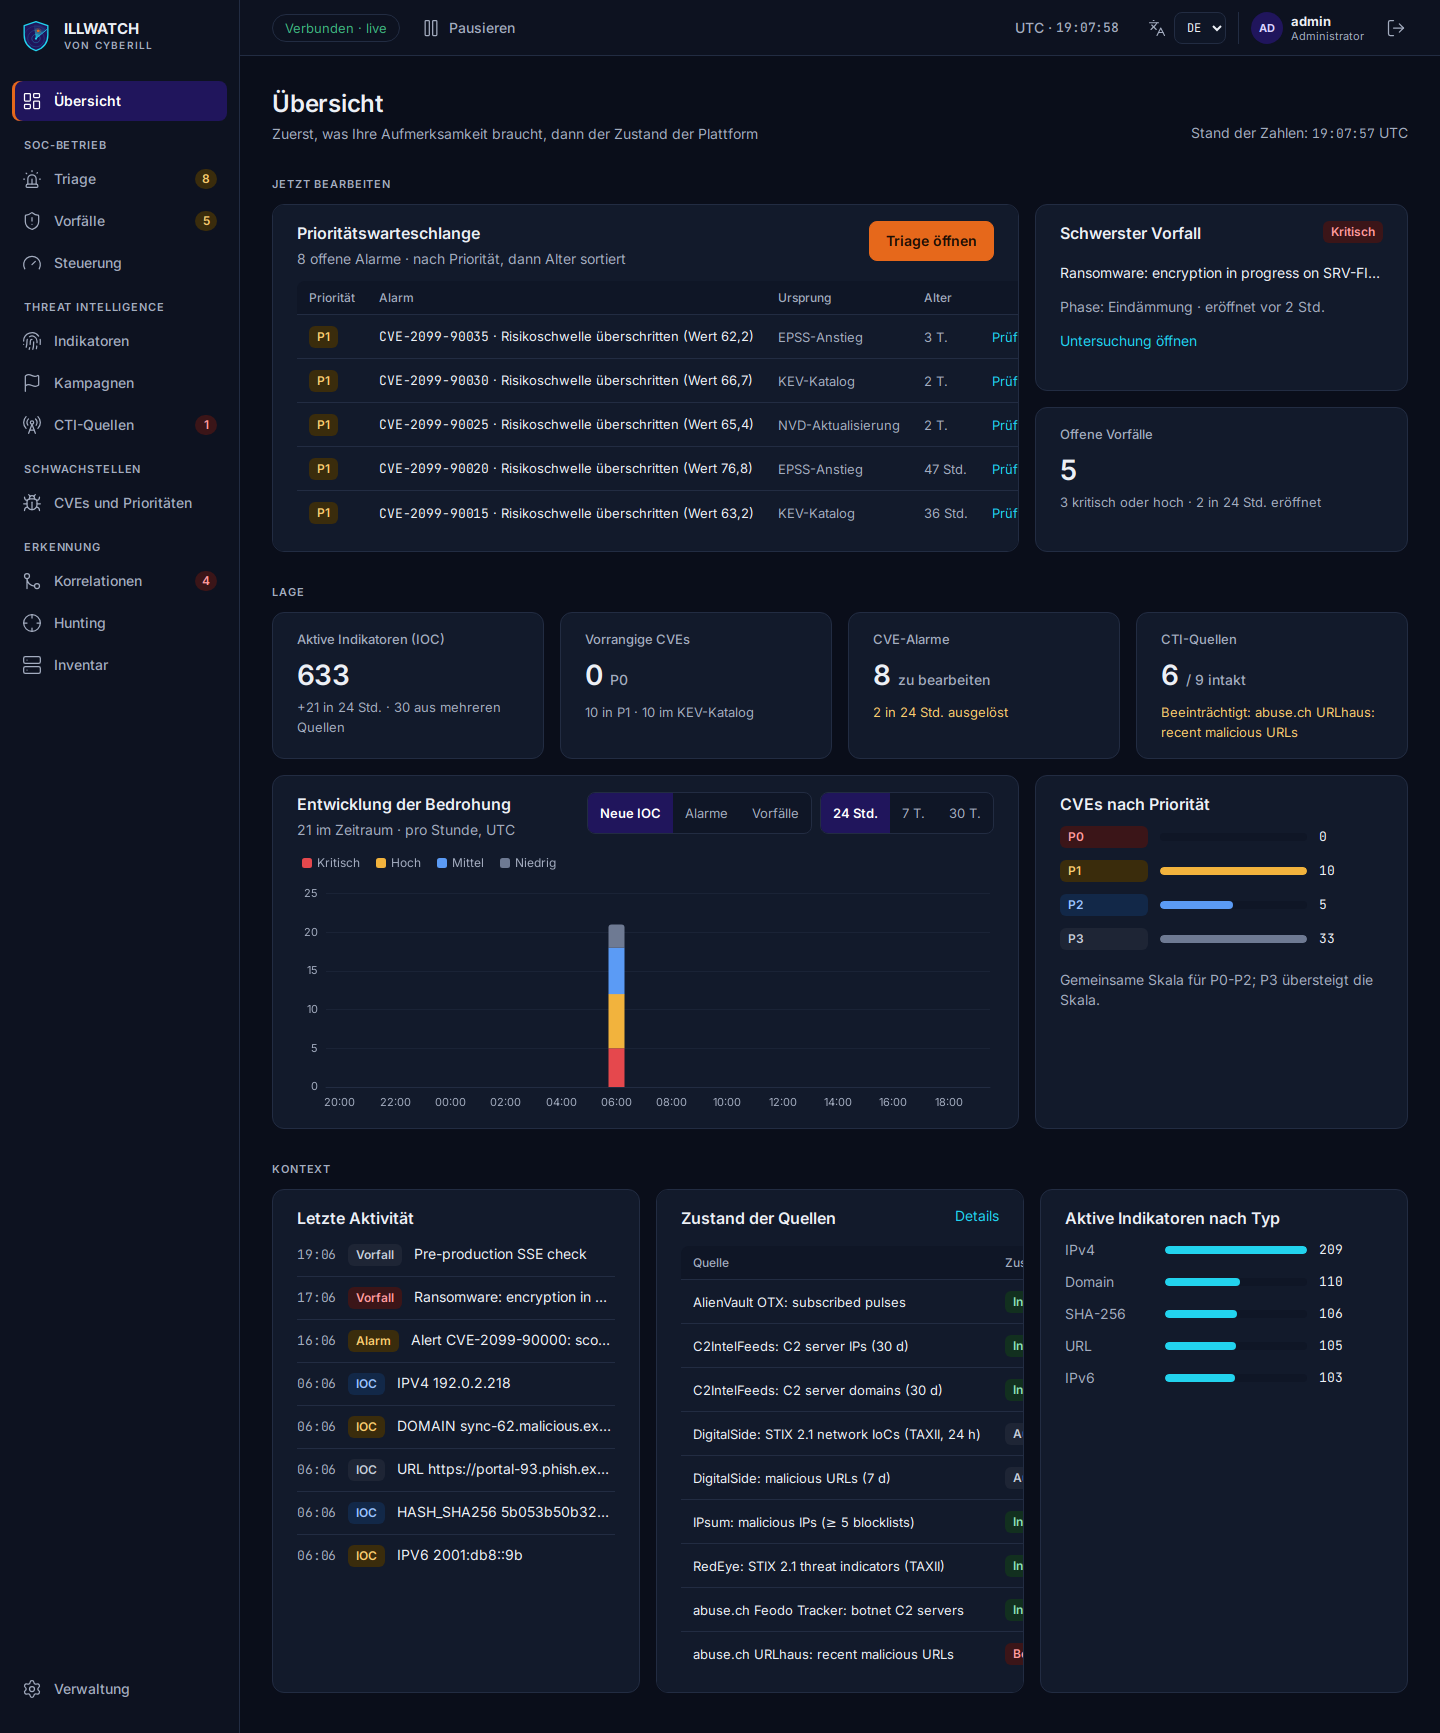 ILLWATCH
VON CYBERILL
Übersicht
SOC-BETRIEB
Triage 8
Vorfälle 5
Steuerung
THREAT INTELLIGENCE
Indikatoren
Kampagnen
CTI-Quellen 1
SCHWACHSTELLEN
CVEs und Prioritäten
ERKENNUNG
Korrelationen 4
Hunting
Inventar
Verwaltung
Verbunden · live Pausieren UTC · 19:07:58 DE AD admin
Administrator
Übersicht
Zuerst, was Ihre Aufmerksamkeit braucht, dann der Zustand der Plattform Stand der Zahlen: 19:07:57 UTC
JETZT BEARBEITEN
Prioritätswarteschlange
8 offene Alarme · nach Priorität, dann Alter sortiert
Triage öffnen
Priorität Alarm Ursprung Alter
P1 CVE-2099-90035 · Risikoschwelle überschritten (Wert 62,2) EPSS-Anstieg 3 T. Prüf
P1 CVE-2099-90030 · Risikoschwelle überschritten (Wert 66,7) KEV-Katalog 2 T. Prüf
P1 CVE-2099-90025 · Risikoschwelle überschritten (Wert 65,4) NVD-Aktualisierung 2 T. Prüf
P1 CVE-2099-90020 · Risikoschwelle überschritten (Wert 76,8) EPSS-Anstieg 47 Std. Prüf
P1 CVE-2099-90015 · Risikoschwelle überschritten (Wert 63,2) KEV-Katalog 36 Std. Prüf
Schwerster Vorfall Kritisch
Ransomware: encryption in progress on SRV-FI...
Phase: Eindämmung · eröffnet vor 2 Std.
Untersuchung öffnen
Offene Vorfälle
5
3 kritisch oder hoch · 2 in 24 Std. eröffnet
LAGE
Aktive Indikatoren (IOC)
633
+21 in 24 Std. · 30 aus mehreren
Quellen
Vorrangige CVEs
0 P0
10 in P1 · 10 im KEV-Katalog
CVE-Alarme
8 zu bearbeiten
2 in 24 Std. ausgelöst
CTI-Quellen
6 / 9 intakt
Beeinträchtigt: abuse.ch URLhaus:
recent malicious URLs
Entwicklung der Bedrohung
21 im Zeitraum · pro Stunde, UTC
Neue IOC Alarme Vorfälle 24 Std. 7 T. 30 T.
Kritisch Hoch Mittel Niedrig
25
20
15
10
5
0
20:00 22:00 00:00 02:00 04:00 06:00 08:00 10:00 12:00 14:00 16:00 18:00
CVEs nach Priorität
P0 0
P1 10
P2 5
P3 33
Gemeinsame Skala für P0-P2; P3 übersteigt die
Skala.
KONTEXT
Letzte Aktivität
19:06 Vorfall Pre-production SSE check
17:06 Vorfall Ransomware: encryption in ...
16:06 Alarm Alert CVE-2099-90000: sco...
06:06 IOC IPV4 192.0.2.218
06:06 IOC DOMAIN sync-62.malicious.ex...
06:06 IOC URL https://portal-93.phish.ex...
06:06 IOC HASH_SHA256 5b053b50b32...
06:06 IOC IPV6 2001:db8::9b
Zustand der Quellen Details
Quelle Zus
AlienVault OTX: subscribed pulses In
C2IntelFeeds: C2 server IPs (30 d) In
C2IntelFeeds: C2 server domains (30 d) In
DigitalSide: STIX 2.1 network IoCs (TAXII, 24 h) A
DigitalSide: malicious URLs (7 d) A
IPsum: malicious IPs (≥ 5 blocklists) In
RedEye: STIX 2.1 threat indicators (TAXII) In
abuse.ch Feodo Tracker: botnet C2 servers In
abuse.ch URLhaus: recent malicious URLs Be
Aktive Indikatoren nach Typ
IPv4 209
Domain 110
SHA-256 106
URL 105
IPv6 103